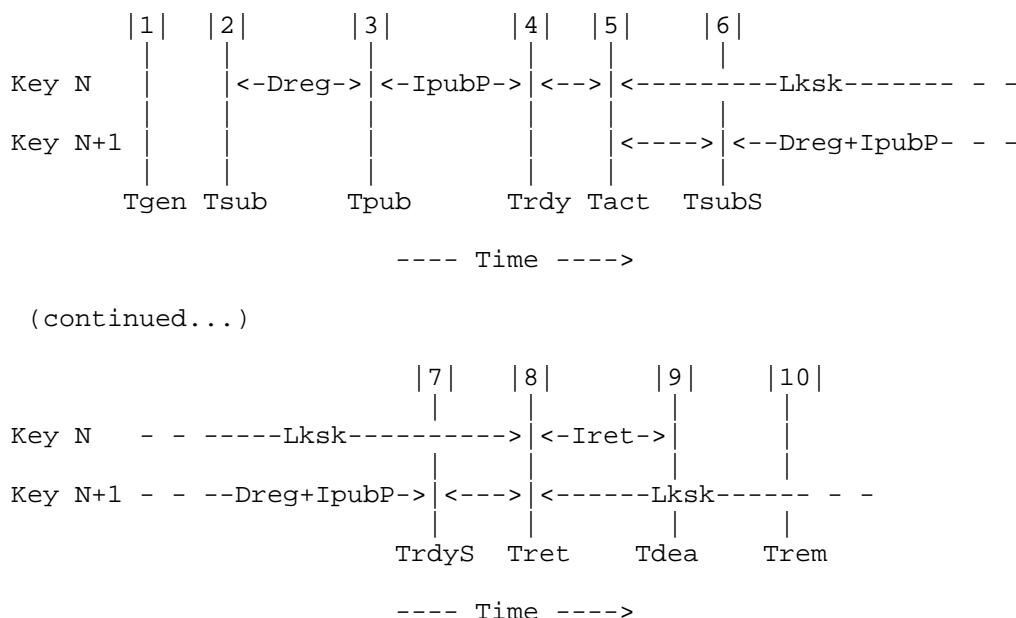 |1| |2| |3| |4| |5| |6|
| | | | | |
Key N | |<-Dreg->|<-IpubP->|<-->|<---------Lksk------- - -
| | | | | |
Key N+1| | | | |<---->|<--Dreg+IpubP- - -
| | | | | |
Tgen Tsub Tpub Trdy Tact TsubS
---- Time ---->
(continued...)
|7| |8| |9| |10|
| | | |
Key N - - -----Lksk---------->|<-Iret->| |
| | | |
Key N+1 - - --Dreg+IpubP->|<--->|<------Lksk------ - -
| | | |
TrdyS Tret Tdea Trem
---- Time ---->